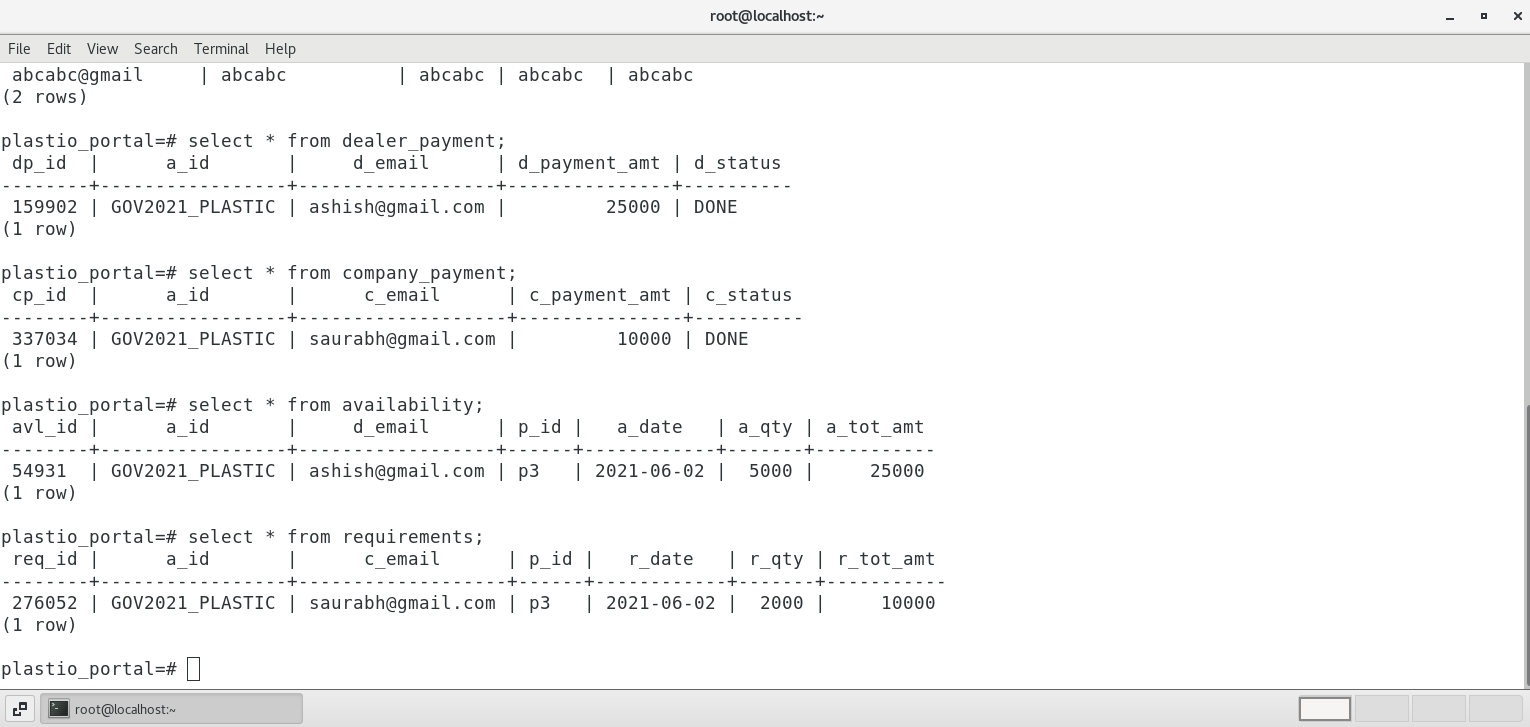 root@localhost:~
File Edit View Search Terminal Help
 abcabc@gmail     | abcabc          | abcabc | abcabc  | abcabc
(2 rows)

plastio_portal=# select * from dealer_payment;
 dp_id  |      a_id       |     d_email      | d_payment_amt | d_status
--------+-----------------+------------------+---------------+----------
 159902 | GOV2021_PLASTIC | ashish@gmail.com |         25000 | DONE
(1 row)

plastio_portal=# select * from company_payment;
 cp_id  |      a_id       |      c_email      | c_payment_amt | c_status
--------+-----------------+-------------------+---------------+----------
 337034 | GOV2021_PLASTIC | saurabh@gmail.com |         10000 | DONE
(1 row)

plastio_portal=# select * from availability;
 avl_id |      a_id       |     d_email      | p_id |   a_date   | a_qty | a_tot_amt
--------+-----------------+------------------+------+------------+-------+-----------
 54931  | GOV2021_PLASTIC | ashish@gmail.com | p3   | 2021-06-02 |  5000 |     25000
(1 row)

plastio_portal=# select * from requirements;
 req_id |      a_id       |      c_email      | p_id |   r_date   | r_qty | r_tot_amt
--------+-----------------+-------------------+------+------------+-------+-----------
 276052 | GOV2021_PLASTIC | saurabh@gmail.com | p3   | 2021-06-02 |  2000 |     10000
(1 row)

plastio_portal=#
root@localhost:~